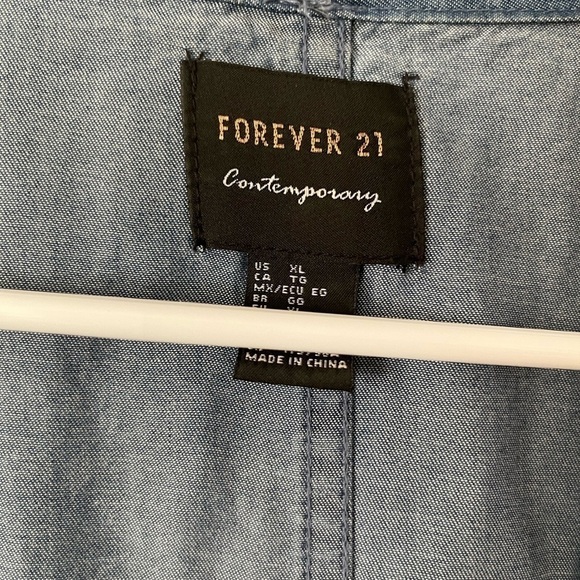 FOREVER 21
Contemporary
US XL
CA TG
MX/ECU EG
BR GG
MADE IN CHINA